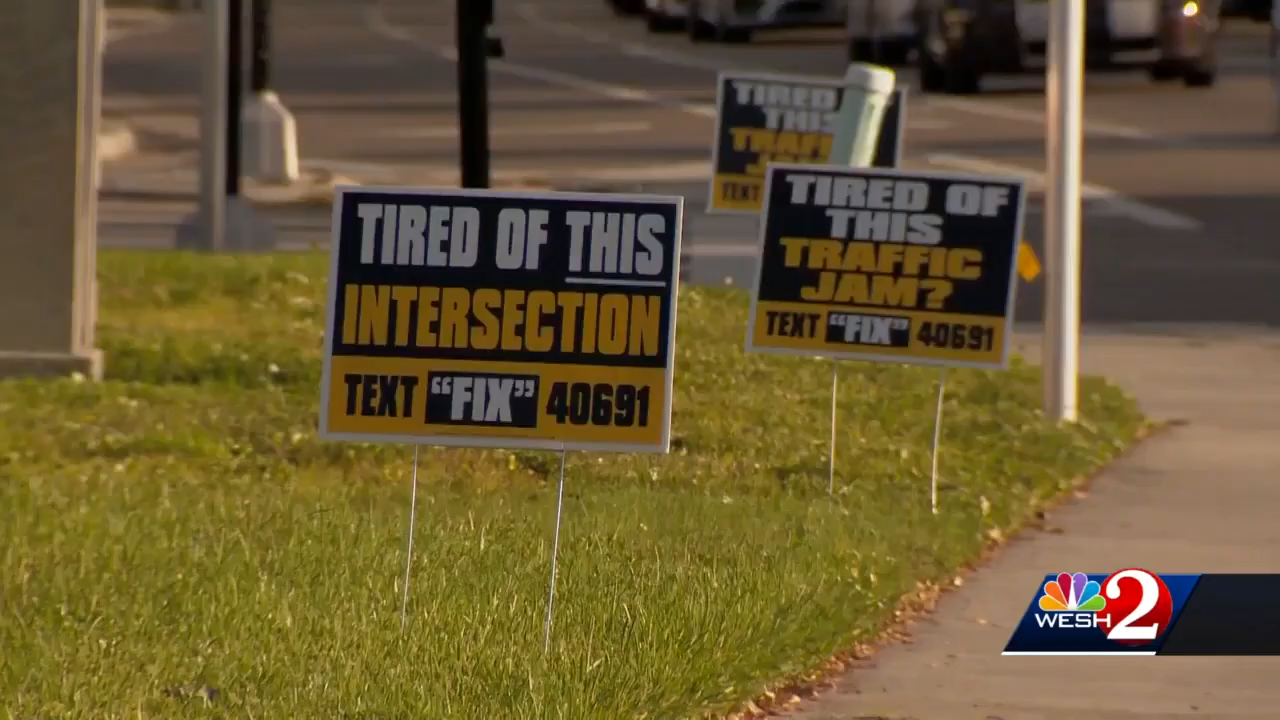 TIRED OF THIS
INTERSECTION
TEXT “FIX” 40691
TIRED OF
THIS
TRAFFIC
JAM?
TEXT “FIX” 40691
TIRED
THIS
TEXT
WESH 2